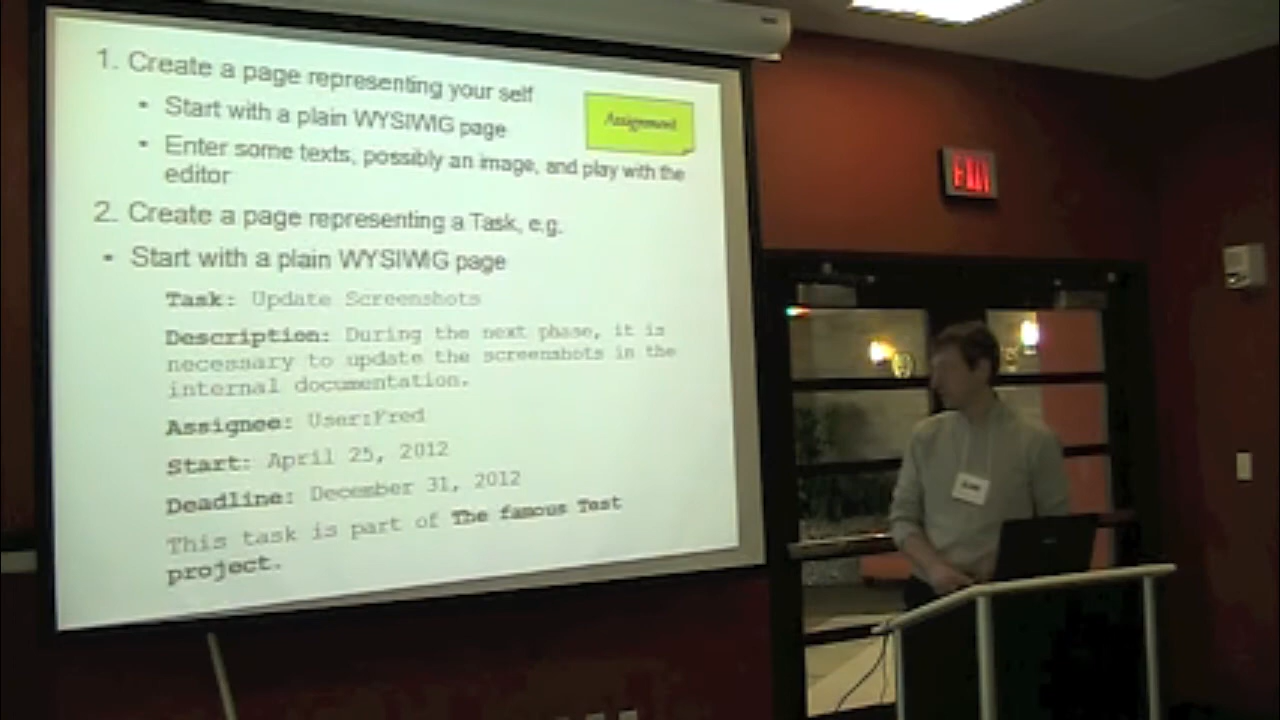 1. Create a page representing your self
• Start with a plain WYSIWIG page
Assignment
• Enter some texts, possibly an image, and play with the
editor
2. Create a page representing a Task, e.g.
• Start with a plain WYSIWIG page
Task: Update Screenshots
Description: During the next phase, it is
necessary to update the screenshots in the
internal documentation.
Assignee: User:Fred
Start: April 25, 2012
Deadline: December 31, 2012
This task is part of The famous Test
project.
EXIT